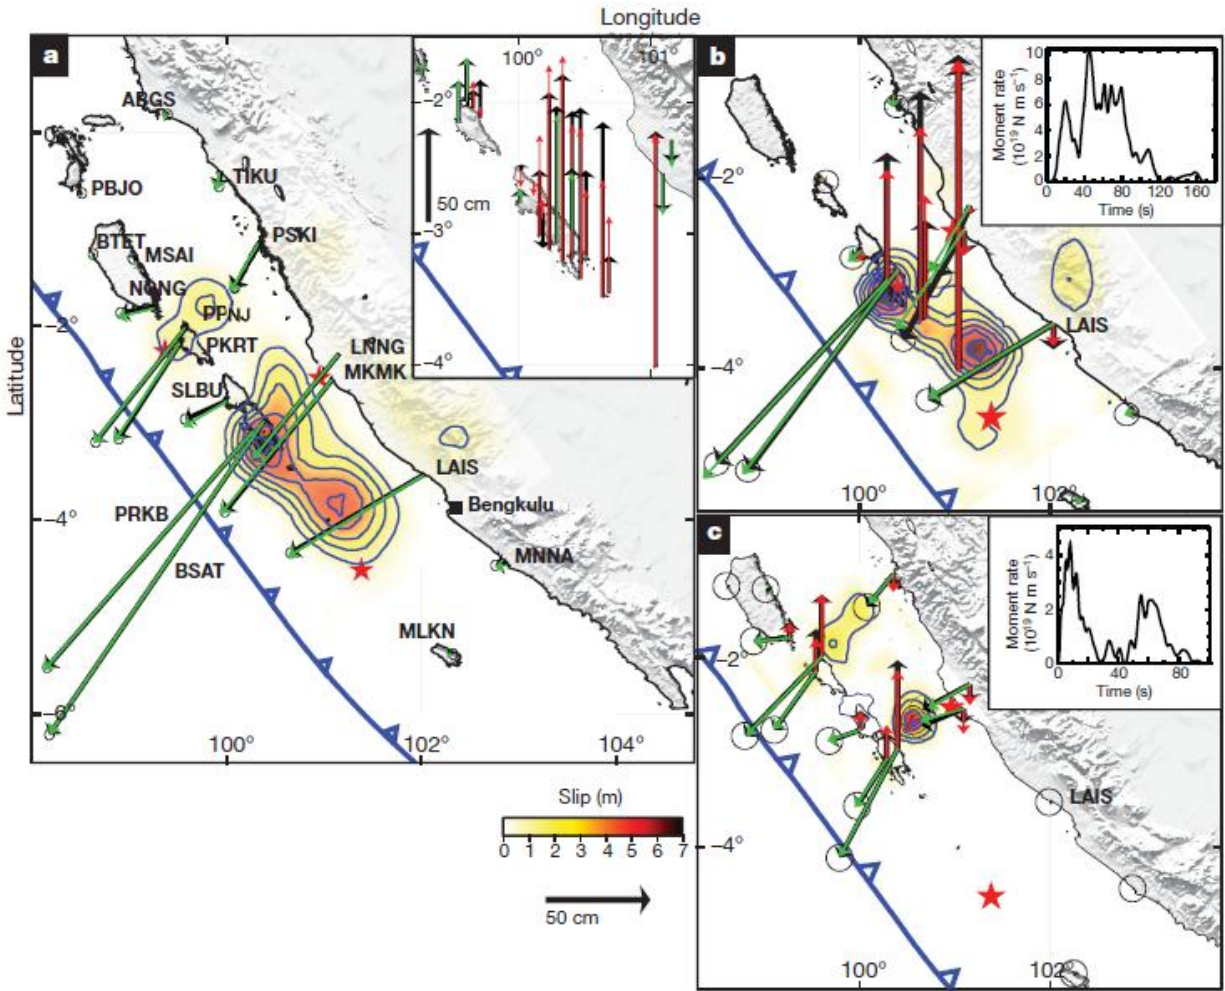 Longitude
a
100°
101°
b
Moment rate
(10¹⁹ N m s⁻¹)
10
8
6
4
2
0
0
40
80
120
160
Time (s)
ABGS
−2°
50 cm
−3°
−4°
PBJO
TIKU
−2°
BTET
MSAI
PSKI
NGNG
PPNJ
−2°
PKRT
LNNG
MKMK
SLBU
LAIS
−4°
Latitude
LAIS
Bengkulu
100°
102°
−4°
PRKB
BSAT
MNNA
c
Moment rate
(10¹⁹ N m s⁻¹)
4
2
0
0
40
80
Time (s)
MLKN
−2°
−6°
100°
102°
104°
LAIS
Slip (m)
0 1 2 3 4 5 6 7
−4°
50 cm
100°
102°